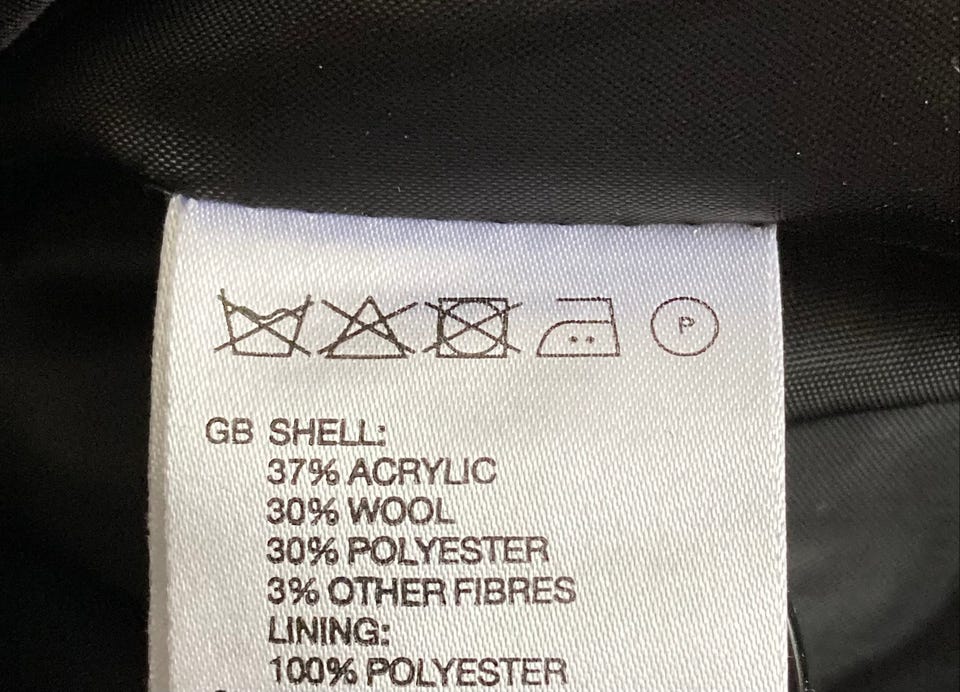 P
GB SHELL:
37% ACRYLIC
30% WOOL
30% POLYESTER
3% OTHER FIBRES
LINING:
100% POLYESTER